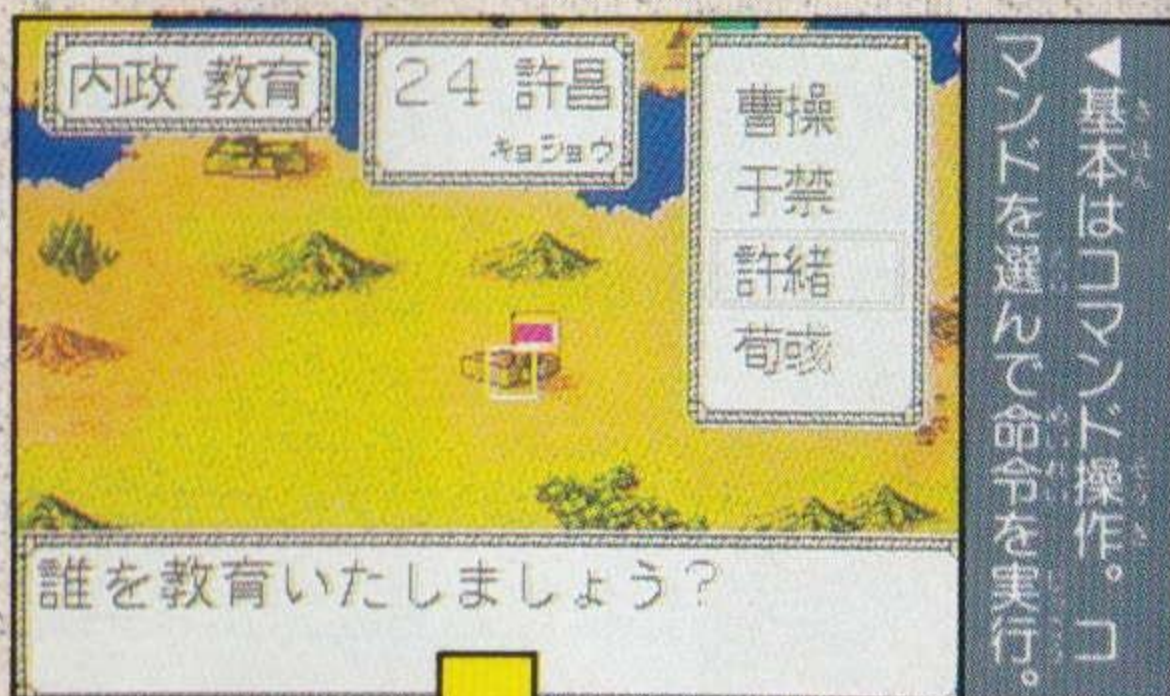 内政 教育
24 許昌
キョショウ
曹操
于禁
許緒
荀彧
誰を教育いたしましょう?
◀基本はコマンド操作。コ
マンドを選んで命令を実行。